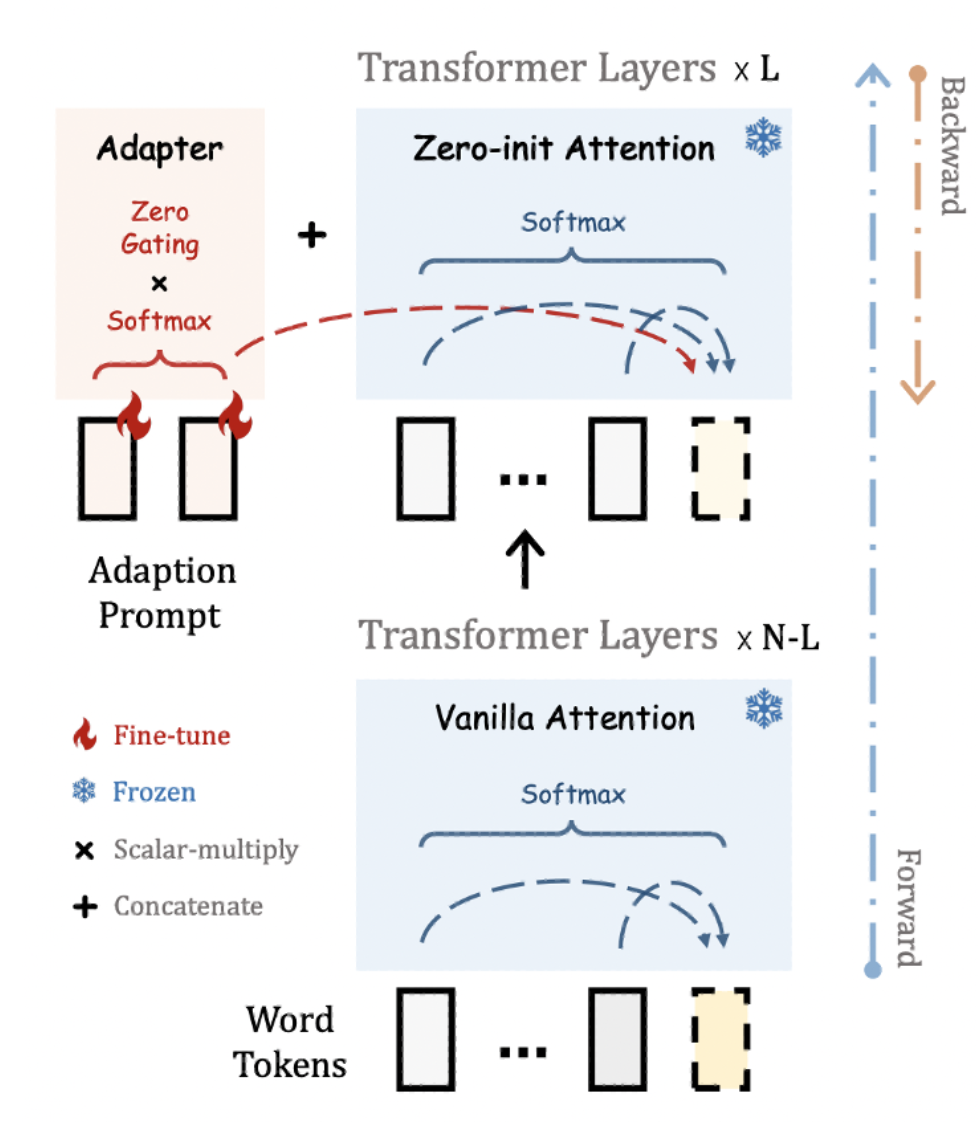 Transformer Layers x L
Adapter
Zero
Gating
×
Softmax
+
Zero-init Attention
Softmax
Adaption
Prompt
...
Transformer Layers x N-L
Vanilla Attention
Softmax
Fine-tune
Frozen
× Scalar-multiply
+ Concatenate
Word
Tokens
...
Backward
Forward